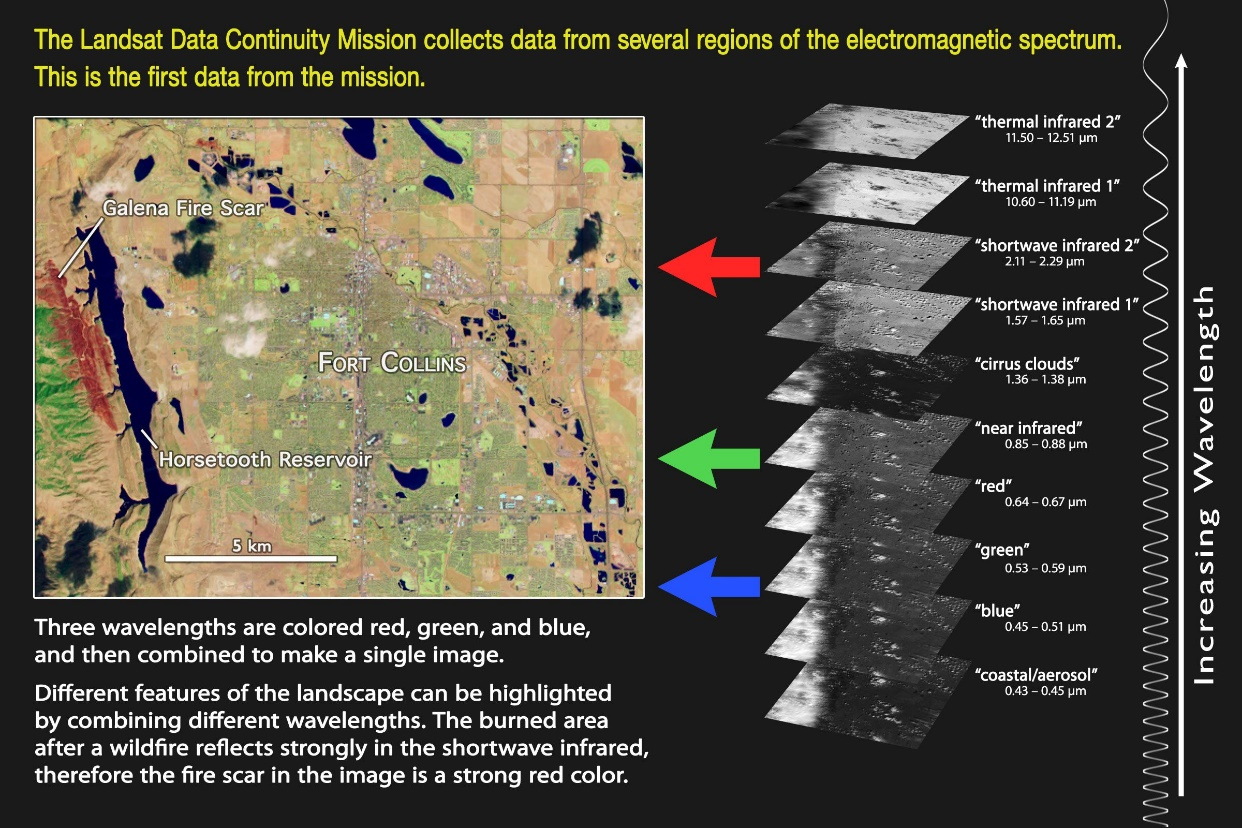 The Landsat Data Continuity Mission collects data from several regions of the electromagnetic spectrum.
This is the first data from the mission.
Galena Fire Scar
FORT COLLINS
Horsetooth Reservoir
5 km
Three wavelengths are colored red, green, and blue,
and then combined to make a single image.
Different features of the landscape can be highlighted
by combining different wavelengths. The burned area
after a wildfire reflects strongly in the shortwave infrared,
therefore the fire scar in the image is a strong red color.
“thermal infrared 2”
11.50 – 12.51 µm
“thermal infrared 1”
10.60 – 11.19 µm
“shortwave infrared 2”
2.11 – 2.29 µm
“shortwave infrared 1”
1.57 – 1.65 µm
“cirrus clouds”
1.36 – 1.38 µm
“near infrared”
0.85 – 0.88 µm
“red”
0.64 – 0.67 µm
“green”
0.53 – 0.59 µm
“blue”
0.45 – 0.51 µm
“coastal/aerosol”
0.43 – 0.45 µm
Increasing Wavelength